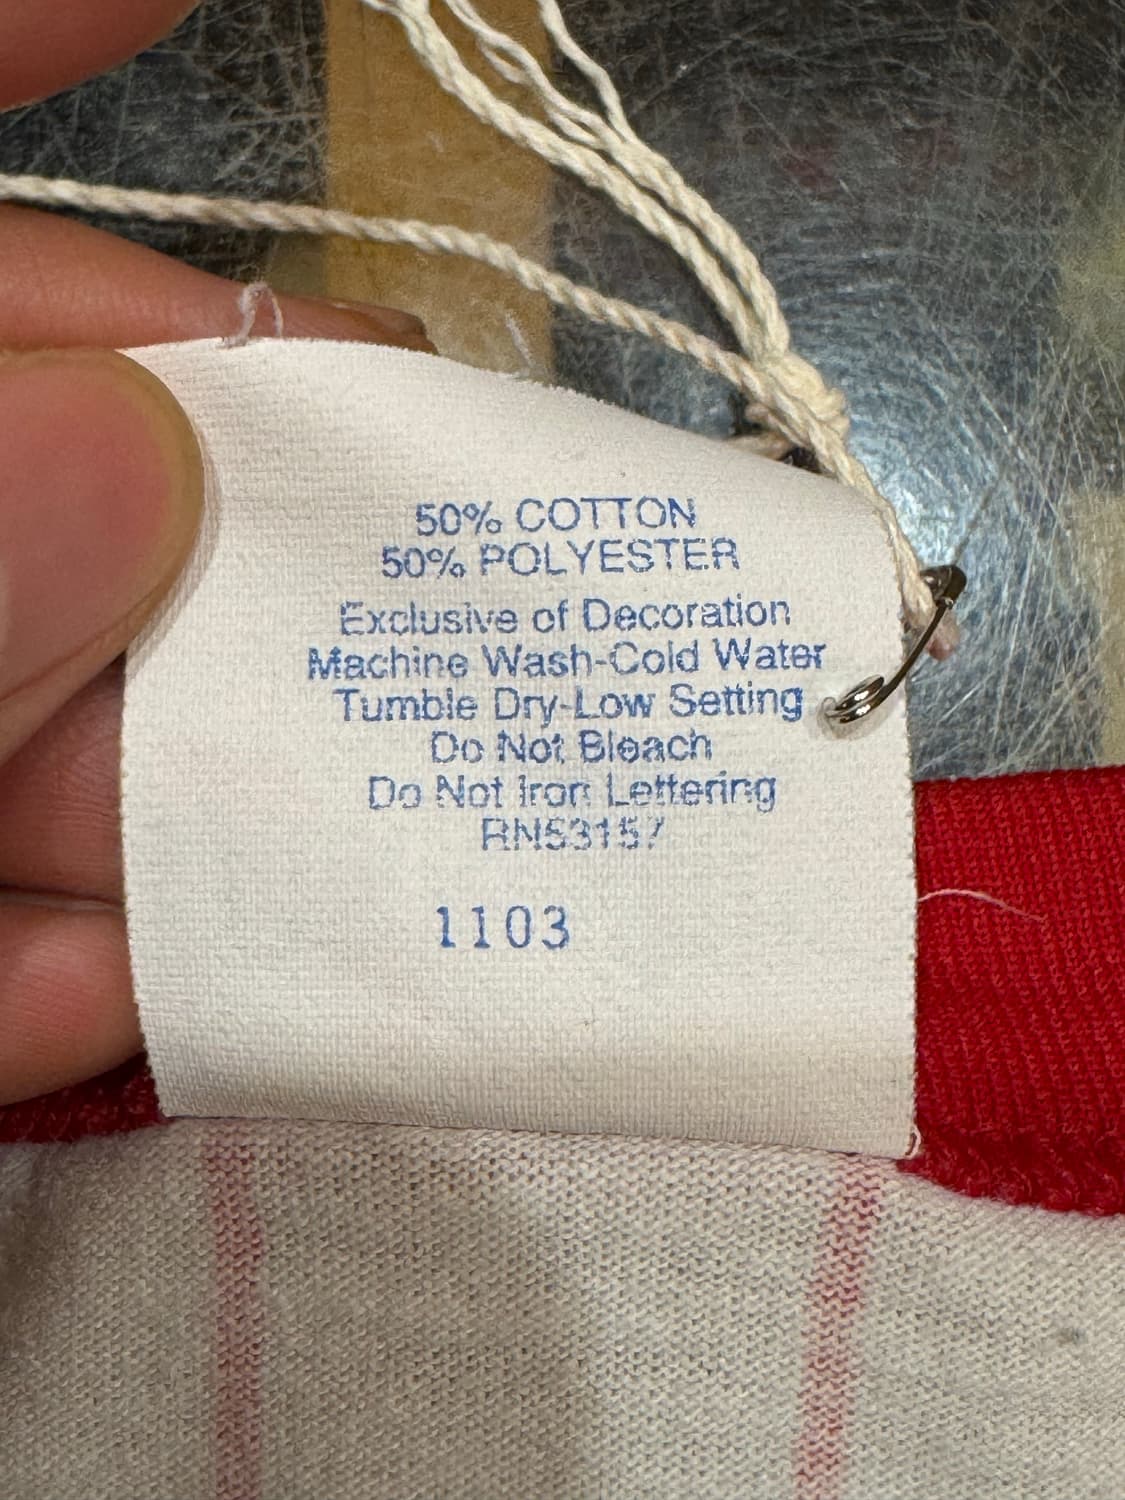 50% COTTON
50% POLYESTER
Exclusive of Decoration
Machine Wash-Cold Water
Tumble Dry-Low Setting
Do Not Bleach
Do Not Iron Lettering
RN53157
1103